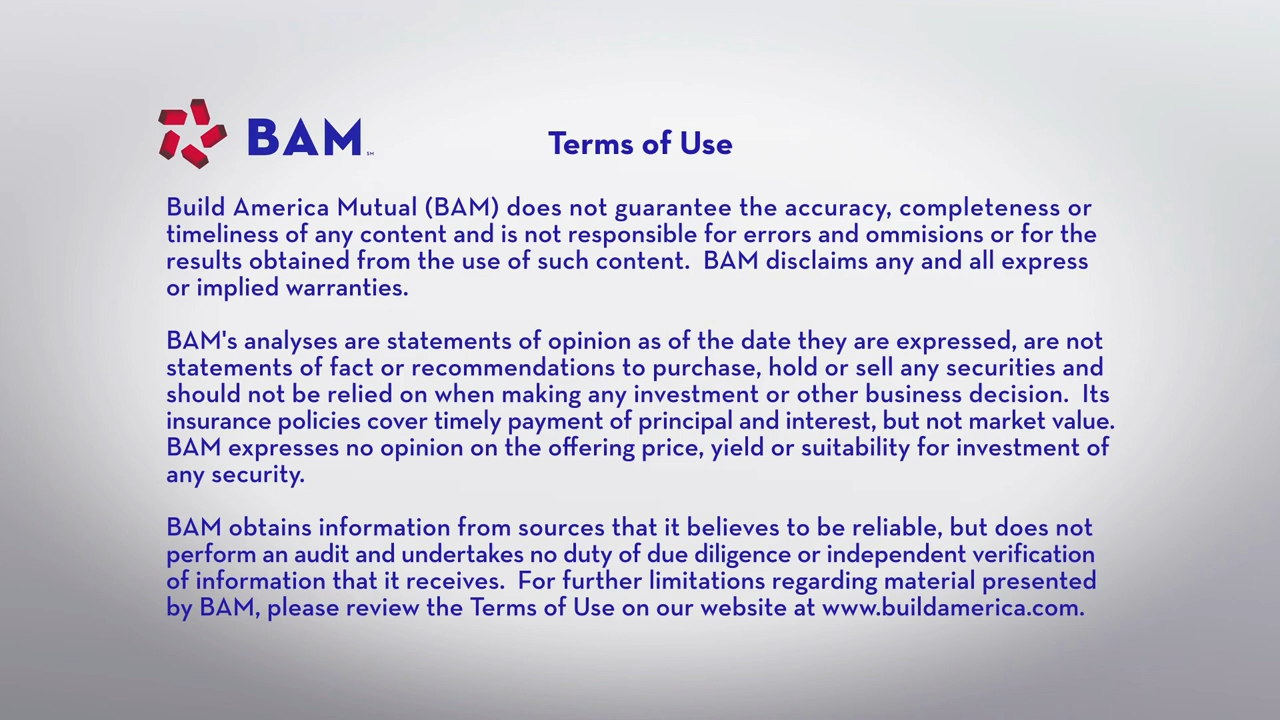 BAM SM
Terms of Use
Build America Mutual (BAM) does not guarantee the accuracy, completeness or
timeliness of any content and is not responsible for errors and ommisions or for the
results obtained from the use of such content.  BAM disclaims any and all express
or implied warranties.
BAM's analyses are statements of opinion as of the date they are expressed, are not
statements of fact or recommendations to purchase, hold or sell any securities and
should not be relied on when making any investment or other business decision.  Its
insurance policies cover timely payment of principal and interest, but not market value.
BAM expresses no opinion on the offering price, yield or suitability for investment of
any security.
BAM obtains information from sources that it believes to be reliable, but does not
perform an audit and undertakes no duty of due diligence or independent verification
of information that it receives.  For further limitations regarding material presented
by BAM, please review the Terms of Use on our website at www.buildamerica.com.